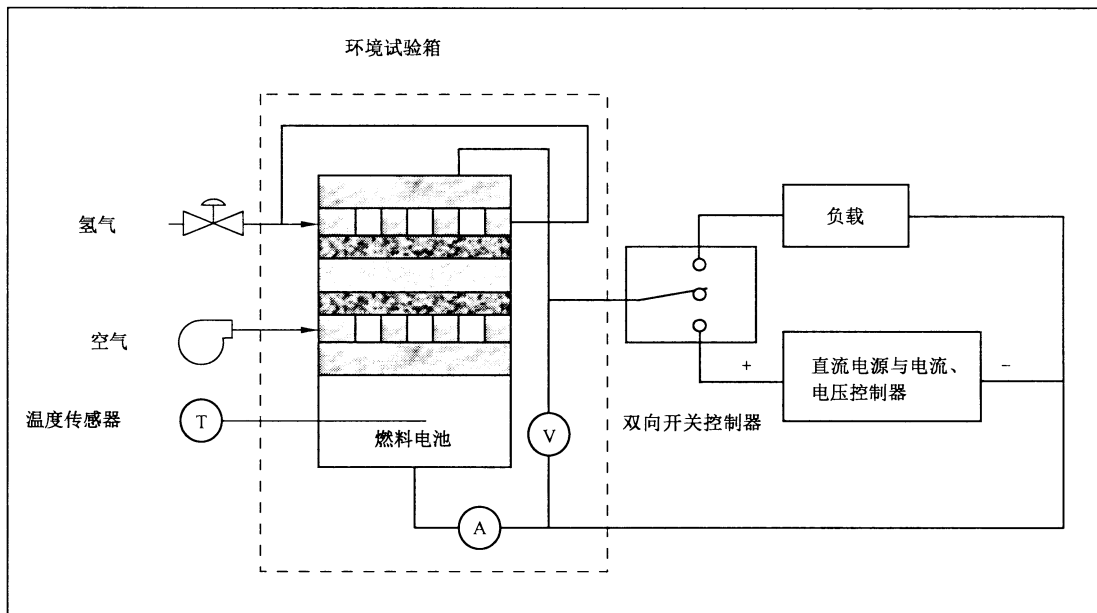 环境试验箱
氢气
负载
空气
+
直流电源与电流、
电压控制器
-
温度传感器
T
燃料电池
V
双向开关控制器
A